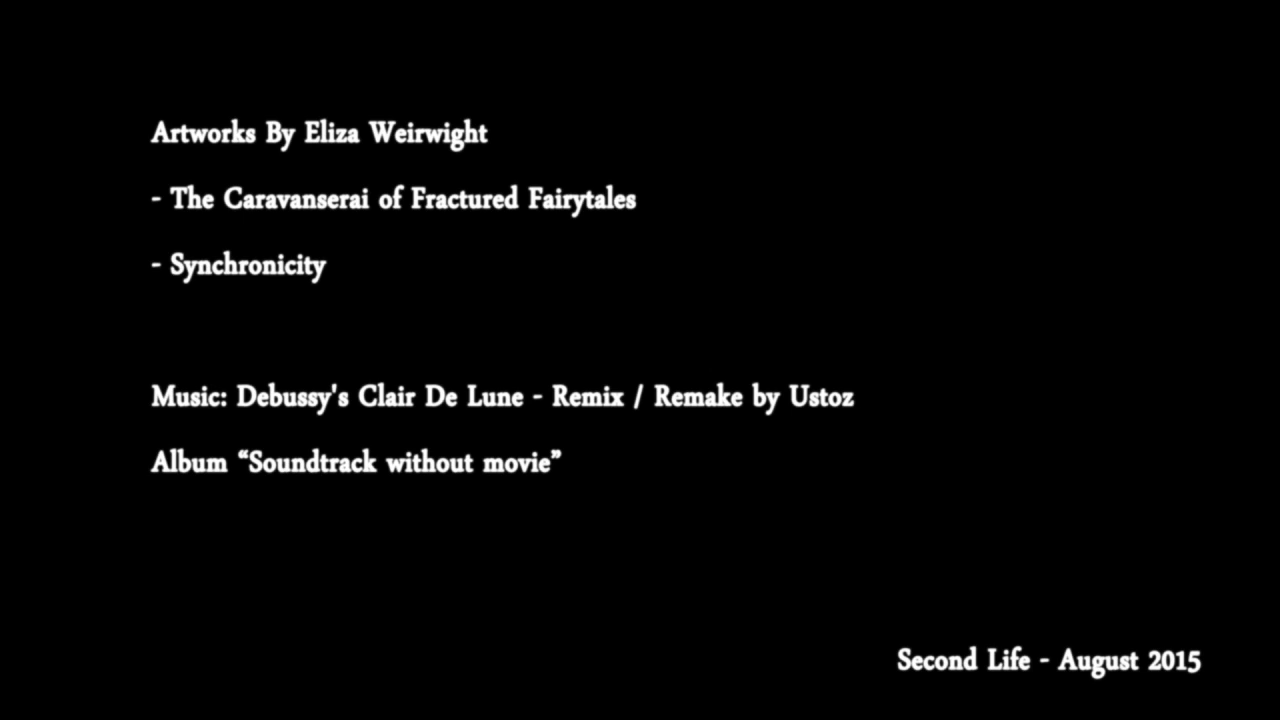 Artworks By Eliza Weirwight
- The Caravanserai of Fractured Fairytales
- Synchronicity
Music: Debussy's Clair De Lune - Remix / Remake by Ustoz
Album “Soundtrack without movie”
Second Life - August 2015